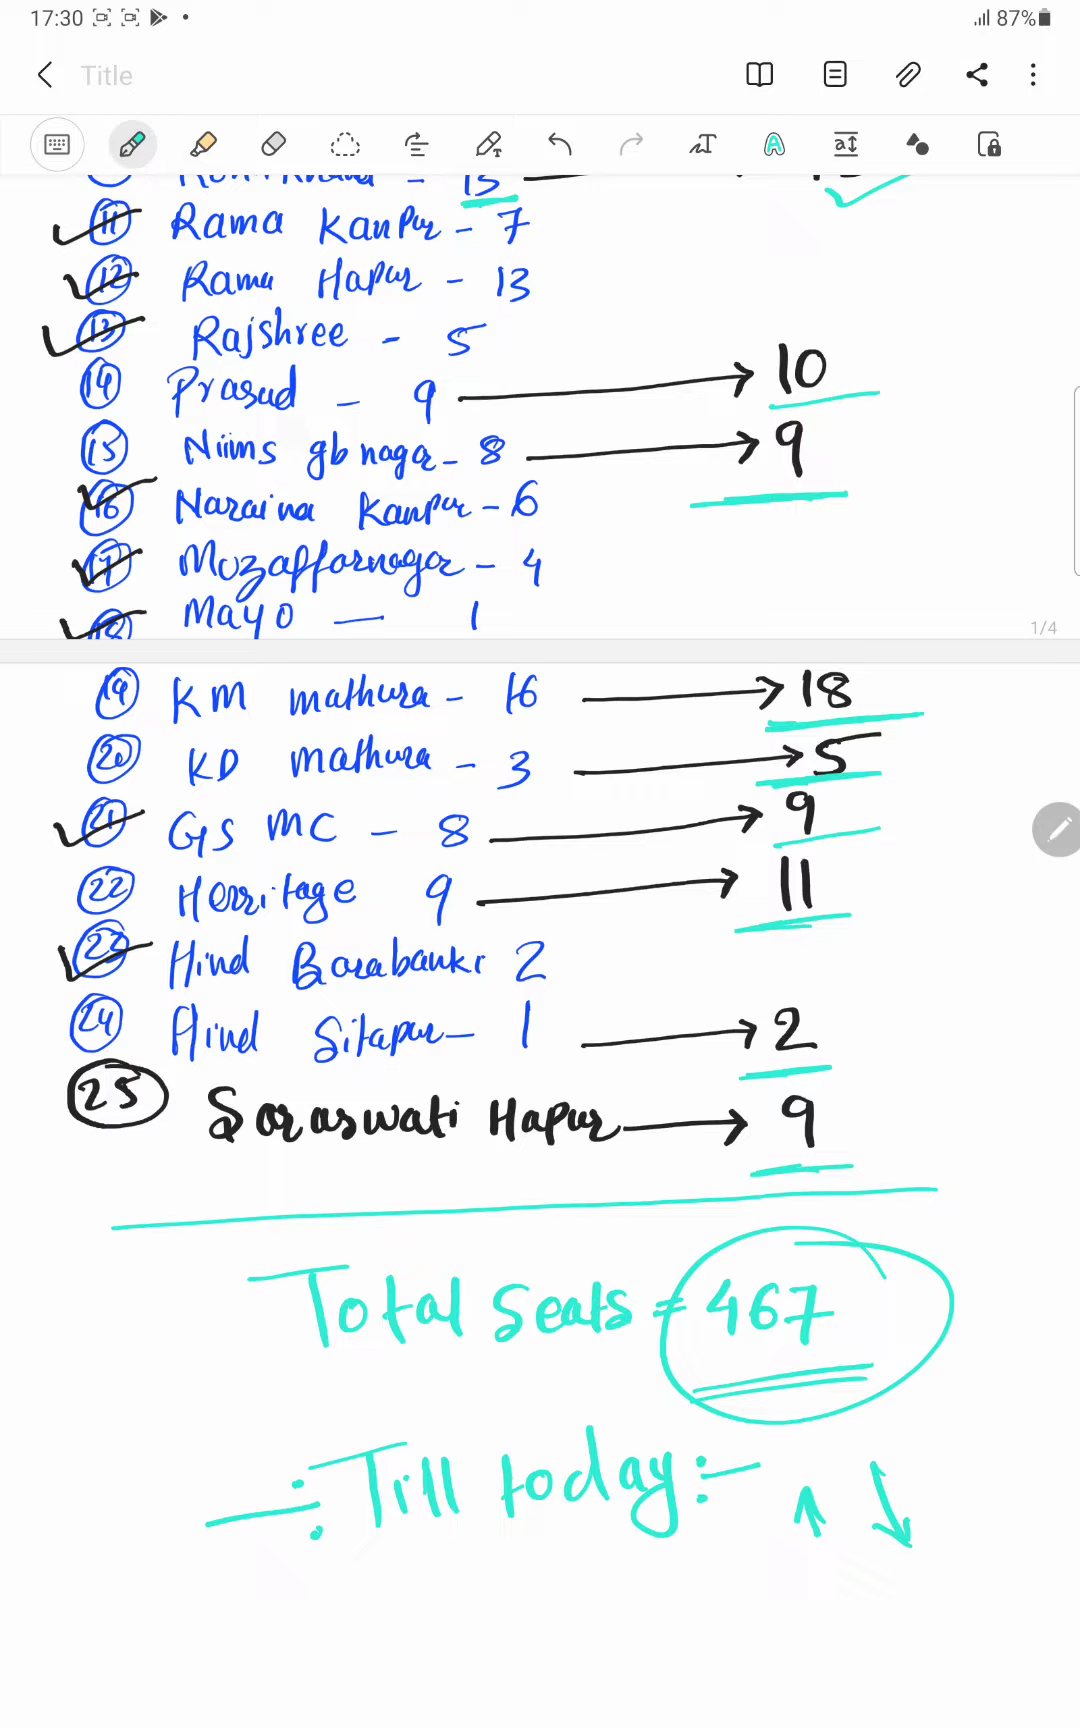 17:30 87%
Title
15
11 Rama Kanpur - 7
12 Rama Hapur - 13
13 Rajshree - 5
14 Prasad - 9 → 10
15 Niims gb nagar - 8 → 9
16 Naraina Kanpur - 6
17 Mozaffarnagar - 4
18 Mayo — 1
1/4
19 KM mathura - 16 → 18
20 KD mathura - 3 → 5
21 GS MC - 8 → 9
22 Herritage 9 → 11
23 Hind Barabanki 2
24 Hind Sitapur - 1 → 2
25 Saraswati Hapur → 9
Total Seats = 467
-: Till today :- ↑ ↓